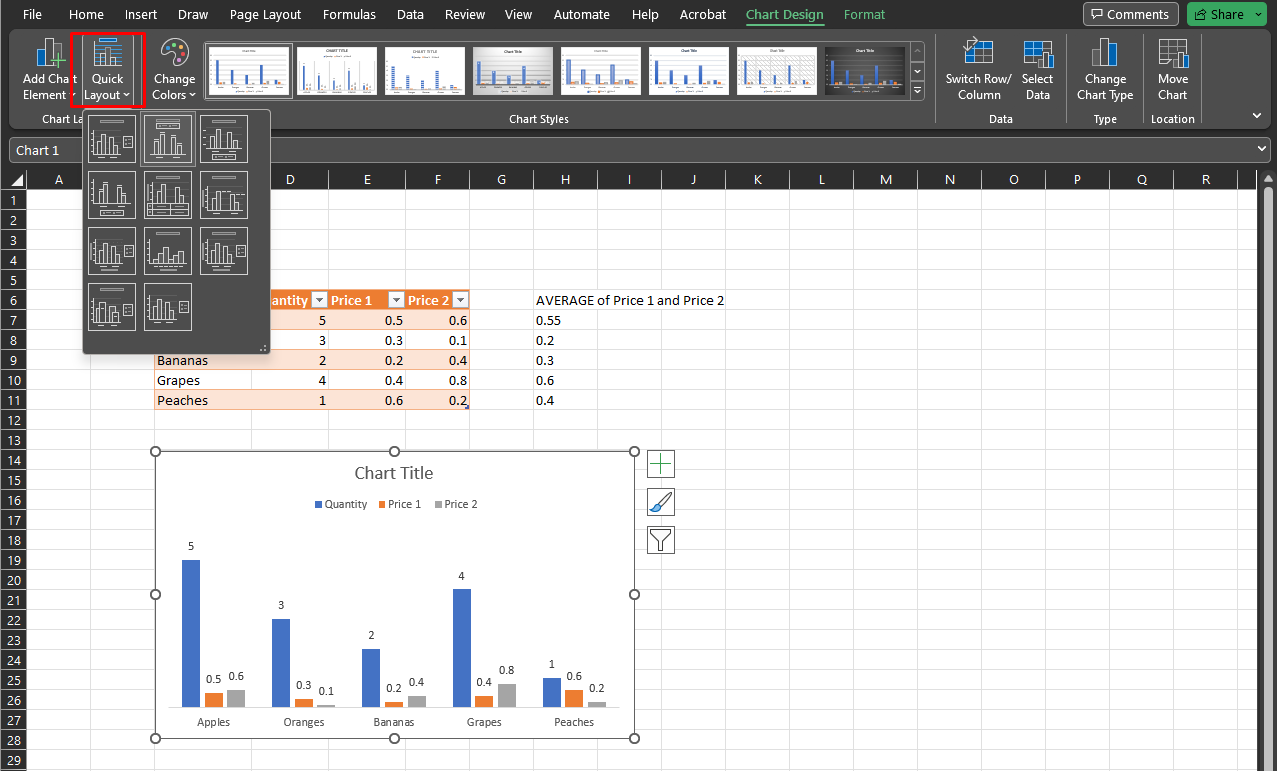 File Home Insert Draw Page Layout Formulas Data Review View Automate Help Acrobat Chart Design Format Comments Share
Add Chart Element
Quick Layout
Change Colors
Switch Row/ Column
Select Data
Change Chart Type
Move Chart
Chart La
Chart Styles
Data
Type
Location
Chart 1
A D E F G H I J K L M N O P Q R
1
2
3
4
5
6 antity Price 1 Price 2 AVERAGE of Price 1 and Price 2
7 5 0.5 0.6 0.55
8 3 0.3 0.1 0.2
9 Bananas 2 0.2 0.4 0.3
10 Grapes 4 0.4 0.8 0.6
11 Peaches 1 0.6 0.2 0.4
12
13
14
15
16
17
18
19
20
21
22
23
24
25
26
27
28
29
Chart Title
Quantity Price 1 Price 2
5 0.5 0.6
3 0.3 0.1
2 0.2 0.4
4 0.4 0.8
1 0.6 0.2
Apples Oranges Bananas Grapes Peaches